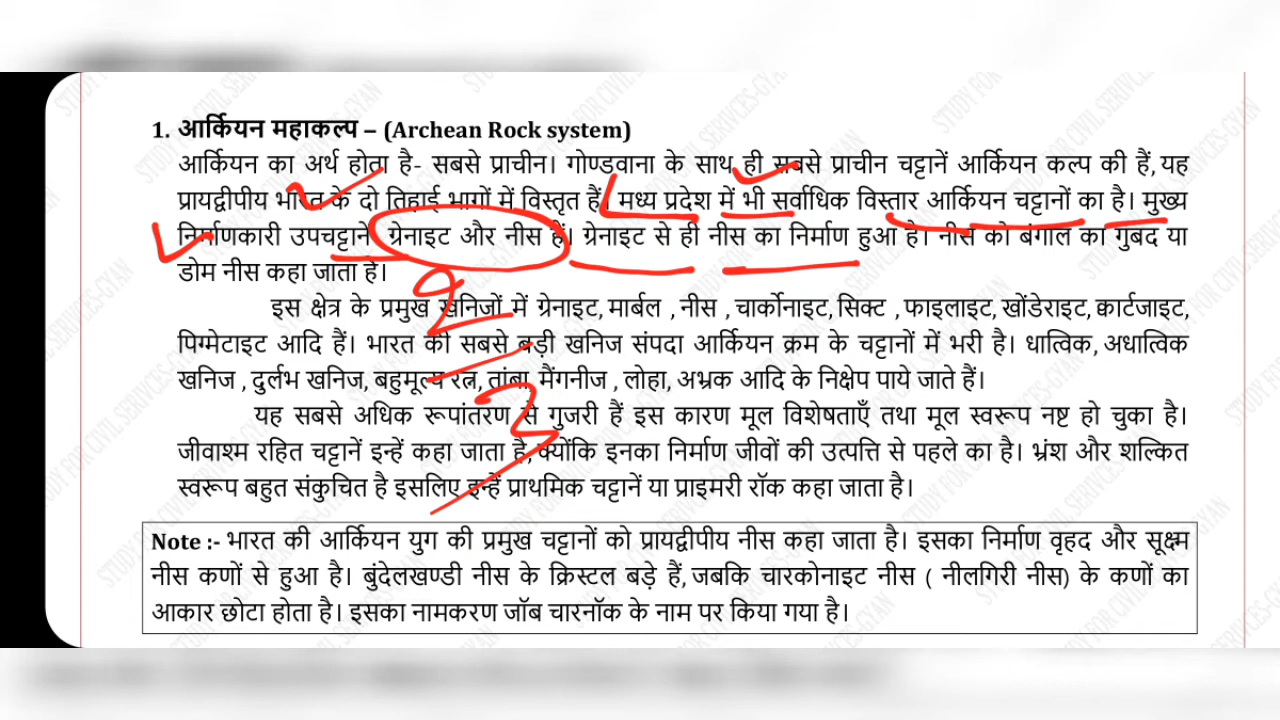 1. आर्कियन महाकल्प – (Archean Rock system)
आर्कियन का अर्थ होता है- सबसे प्राचीन। गोण्डवाना के साथ ही सबसे प्राचीन चट्टानें आर्कियन कल्प की हैं, यह
प्रायद्वीपीय भारत के दो तिहाई भागों में विस्तृत हैं। मध्य प्रदेश में भी सर्वाधिक विस्तार आर्कियन चट्टानों का है। मुख्य
निर्माणकारी उपचट्टाने ग्रेनाइट और नीस हैं। ग्रेनाइट से ही नीस का निर्माण हुआ है। नीस को बंगाल का गुंबद या
डोम नीस कहा जाता है।
इस क्षेत्र के प्रमुख खनिजों में ग्रेनाइट, मार्बल , नीस , चार्कोनाइट, सिक्ट , फाइलाइट, खोंडेराइट, क्वार्टजाइट,
पिग्मेटाइट आदि हैं। भारत की सबसे बड़ी खनिज संपदा आर्कियन क्रम के चट्टानों में भरी है। धात्विक, अधात्विक
खनिज , दुर्लभ खनिज, बहुमूल्य रत्न, तांबा, मैंगनीज , लोहा, अभ्रक आदि के निक्षेप पाये जाते हैं।
यह सबसे अधिक रूपांतरण से गुजरी हैं इस कारण मूल विशेषताएँ तथा मूल स्वरूप नष्ट हो चुका है।
जीवाश्म रहित चट्टानें इन्हें कहा जाता है, क्योंकि इनका निर्माण जीवों की उत्पत्ति से पहले का है। भ्रंश और शल्कित
स्वरूप बहुत संकुचित है इसलिए इन्हें प्राथमिक चट्टानें या प्राइमरी रॉक कहा जाता है।
Note :- भारत की आर्कियन युग की प्रमुख चट्टानों को प्रायद्वीपीय नीस कहा जाता है। इसका निर्माण वृहद और सूक्ष्म
नीस कणों से हुआ है। बुंदेलखण्डी नीस के क्रिस्टल बड़े हैं, जबकि चारकोनाइट नीस ( नीलगिरी नीस) के कणों का
आकार छोटा होता है। इसका नामकरण जॉब चारनॉक के नाम पर किया गया है।
2
3